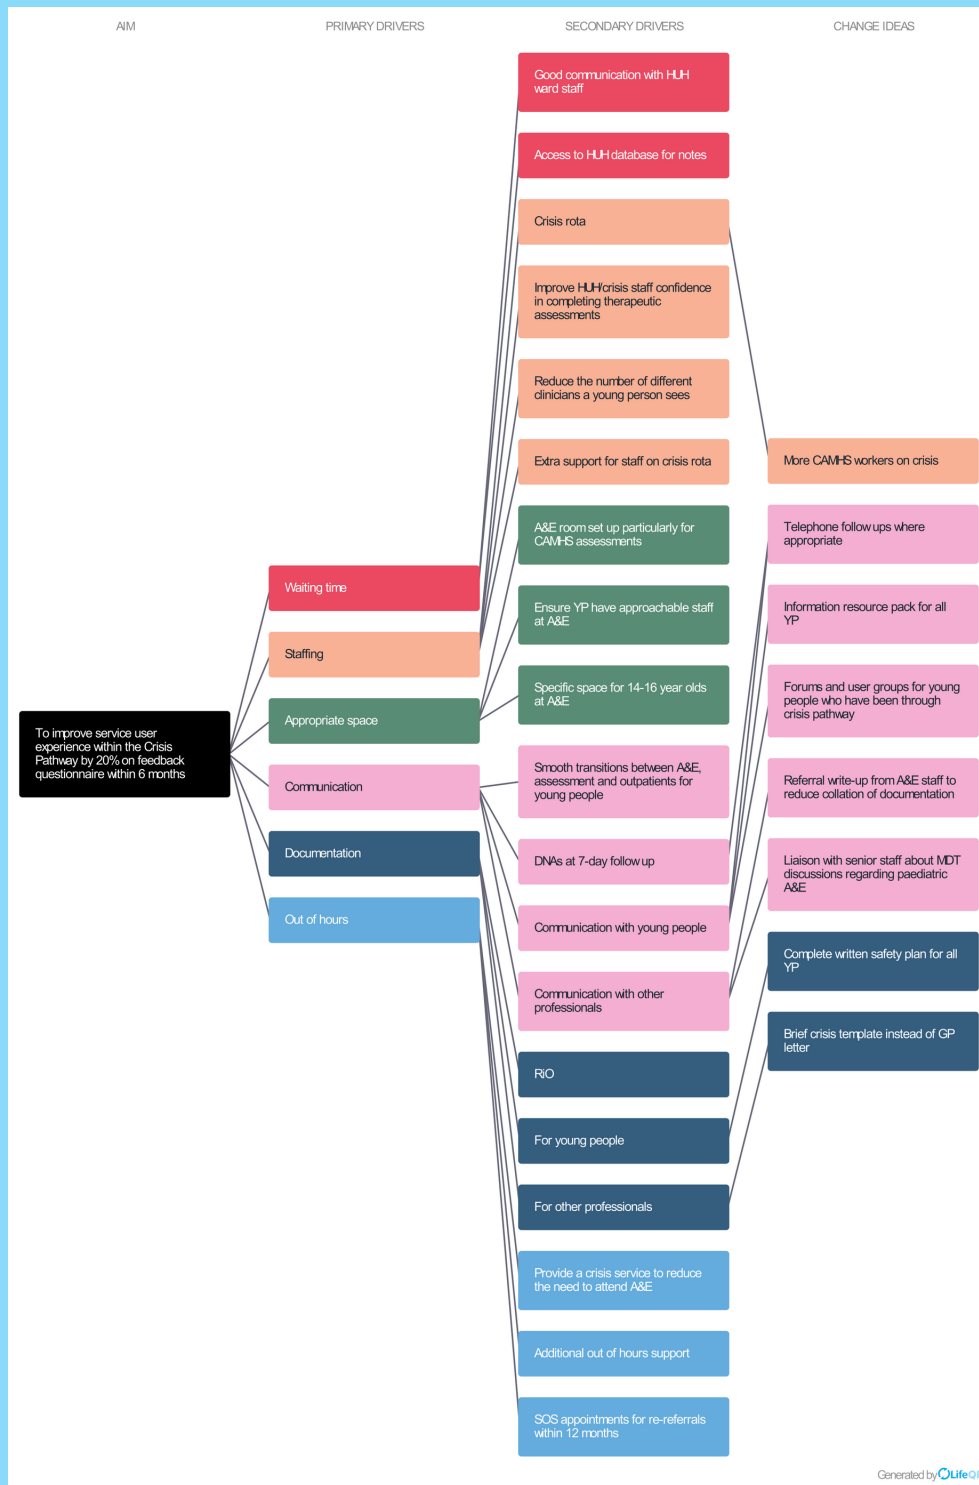 AIM
PRIMARY DRIVERS
SECONDARY DRIVERS
CHANGE IDEAS
To improve service user
experience within the Crisis
Pathway by 20% on feedback
questionnaire within 6 months
Waiting time
Staffing
Appropriate space
Communication
Documentation
Out of hours
Good communication with HUH
ward staff
Access to HUH database for notes
Crisis rota
Improve HUH/crisis staff confidence
in completing therapeutic
assessments
Reduce the number of different
clinicians a young person sees
Extra support for staff on crisis rota
A&E room set up particularly for
CAMHS assessments
Ensure YP have approachable staff
at A&E
Specific space for 14-16 year olds
at A&E
Smooth transitions between A&E,
assessment and outpatients for
young people
DNAs at 7-day follow up
Communication with young people
Communication with other
professionals
RiO
For young people
For other professionals
Provide a crisis service to reduce
the need to attend A&E
Additional out of hours support
SOS appointments for re-referrals
within 12 months
More CAMHS workers on crisis
Telephone follow ups where
appropriate
Information resource pack for all
YP
Forums and user groups for young
people who have been through
crisis pathway
Referral write-up from A&E staff to
reduce collation of documentation
Liaison with senior staff about MDT
discussions regarding paediatric
A&E
Complete written safety plan for all
YP
Brief crisis template instead of GP
letter
Generated by LifeQI